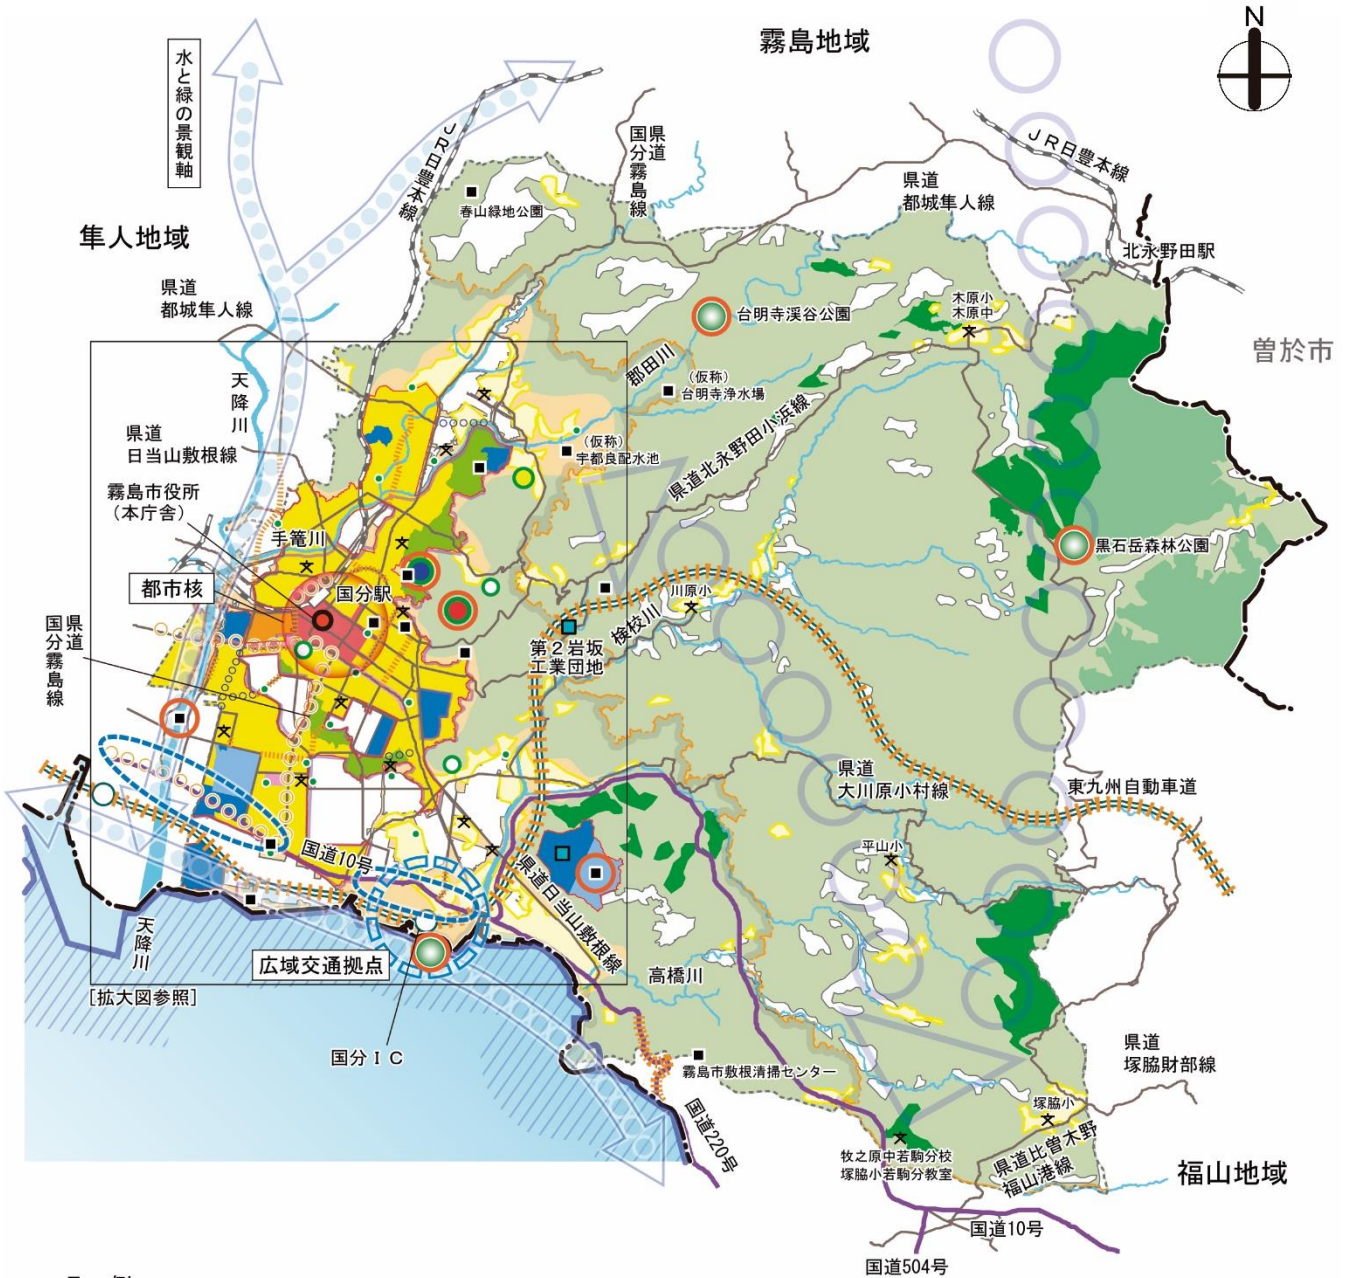 霧島地域
N
水と緑の景観軸
JR日豊本線
県道
国分霧島線
JR日豊本線
県道
都城隼人線
春山緑地公園
隼人地域
北永野田駅
県道
都城隼人線
木原小
木原中
台明寺渓谷公園
曽於市
郡田川
天降川
(仮称)
台明寺浄水場
県道北永野田小浜線
県道
日当山敷根線
(仮称)
宇都良配水池
霧島市役所
(本庁舎)
手篭川
黒石岳森林公園
都市核
国分駅
川原小
検校川
県道
国分霧島線
第2岩坂
工業団地
県道
大川原小村線
東九州自動車道
国道10号
平山小
県道日当山敷根線
天降川
広域交通拠点
高橋川
[拡大図参照]
国分IC
県道
塚脇財部線
霧島市敷根清掃センター
塚脇小
国道220号
牧之原中若駒分校
塚脇小若駒分教室
県道比曽木野
福山港線
福山地域
国道10号
国道504号